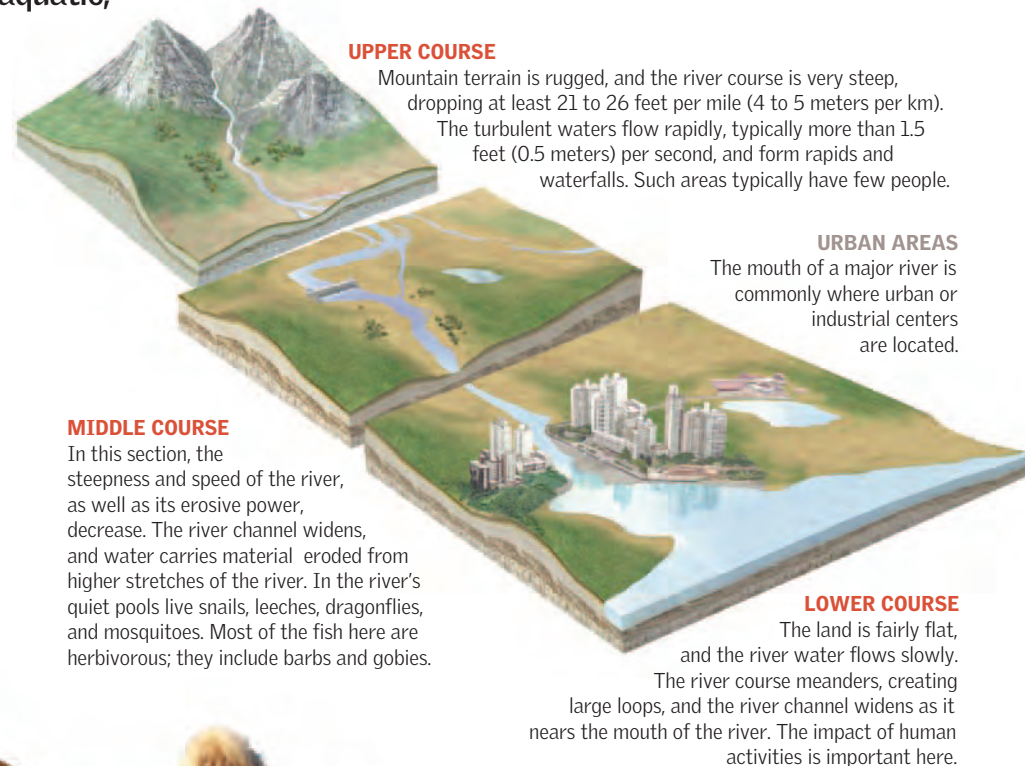 aquatic,
UPPER COURSE
Mountain terrain is rugged, and the river course is very steep,
dropping at least 21 to 26 feet per mile (4 to 5 meters per km).
The turbulent waters flow rapidly, typically more than 1.5
feet (0.5 meters) per second, and form rapids and
waterfalls. Such areas typically have few people.
URBAN AREAS
The mouth of a major river is
commonly where urban or
industrial centers
are located.
MIDDLE COURSE
In this section, the
steepness and speed of the river,
as well as its erosive power,
decrease. The river channel widens,
and water carries material eroded from
higher stretches of the river. In the river's
quiet pools live snails, leeches, dragonflies,
and mosquitoes. Most of the fish here are
herbivorous; they include barbs and gobies.
LOWER COURSE
The land is fairly flat,
and the river water flows slowly.
The river course meanders, creating
large loops, and the river channel widens as it
nears the mouth of the river. The impact of human
activities is important here.